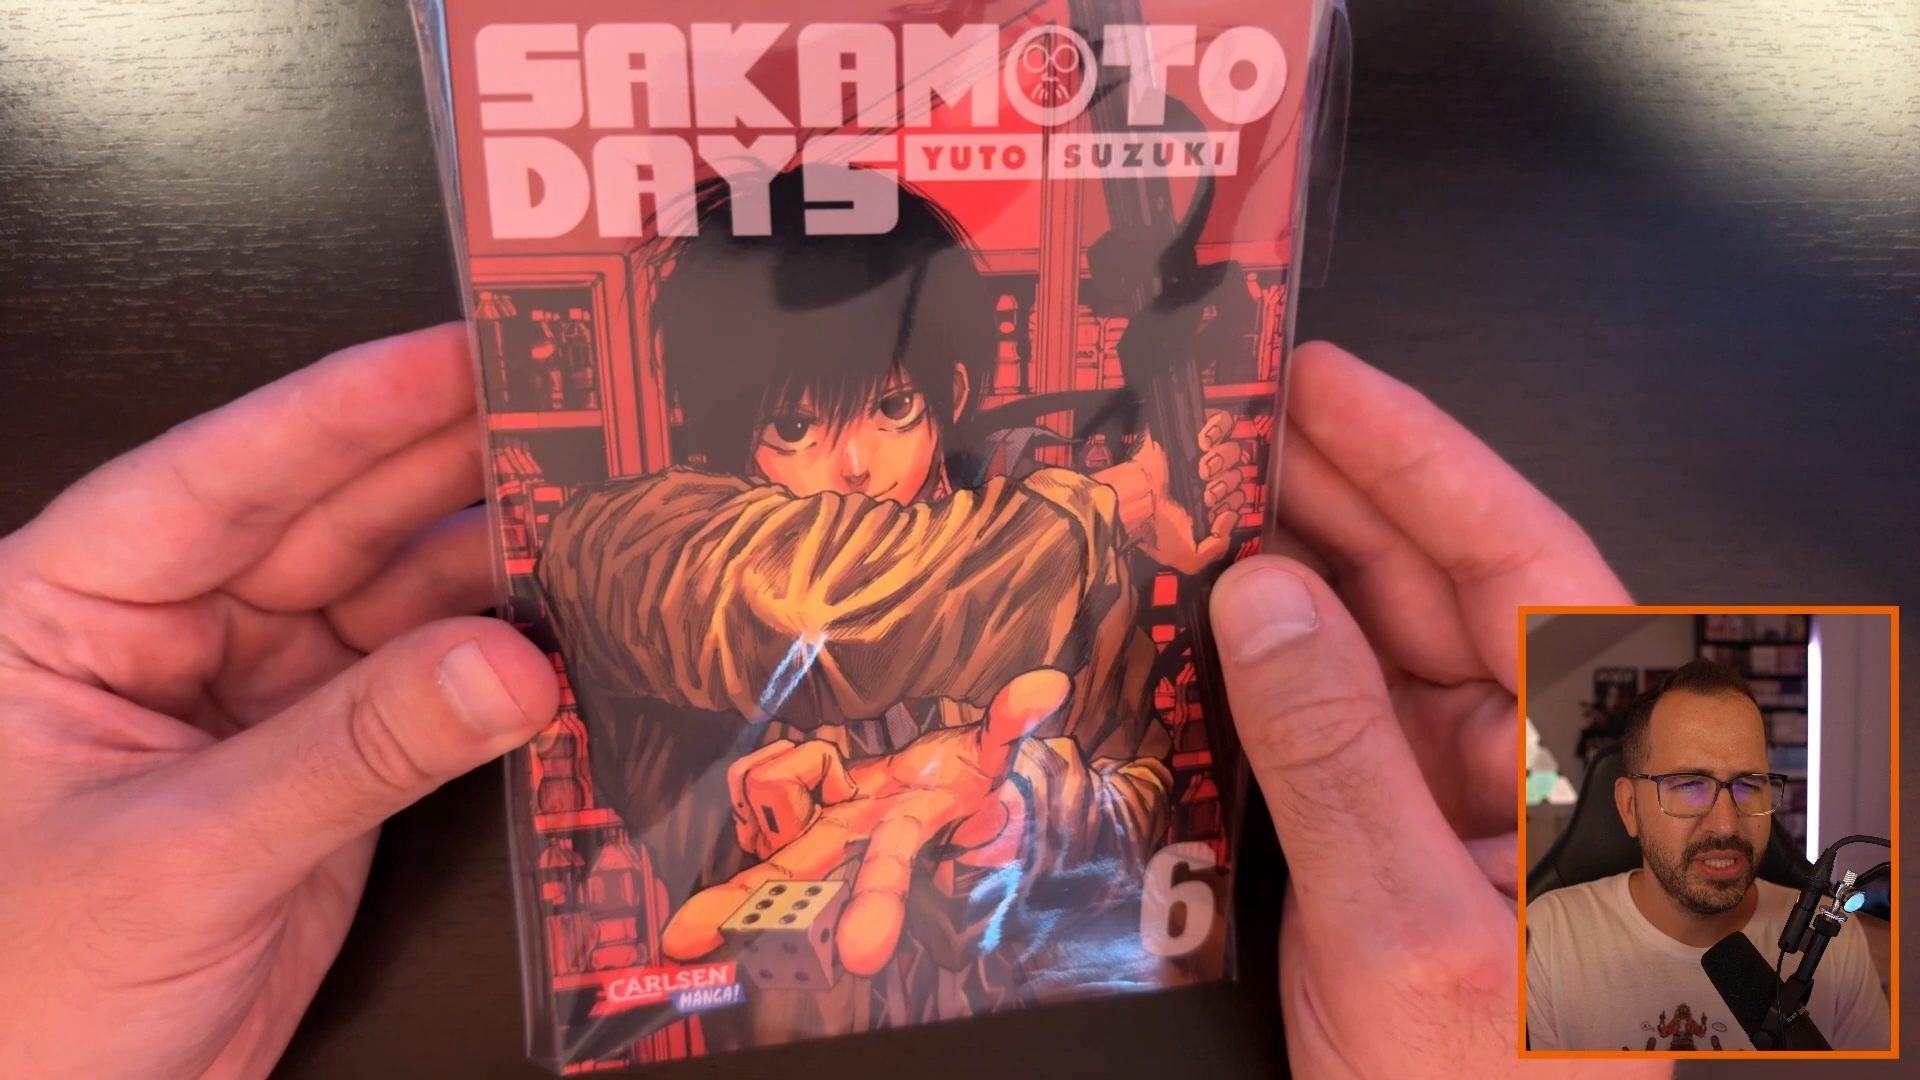 SAKAMOTO
DAYS
YUTO SUZUKI
6
CARLSEN
MANGA!